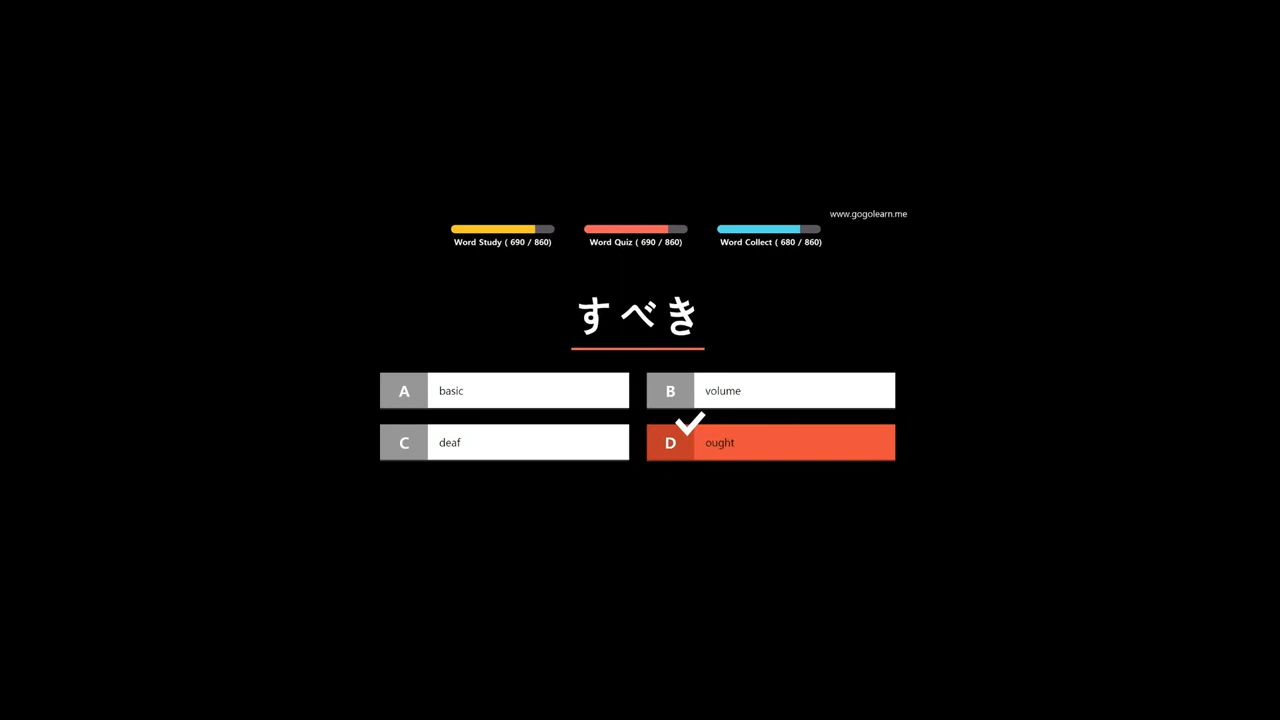 www.gogolearn.me
Word Study ( 690 / 860)
Word Quiz ( 690 / 860)
Word Collect ( 680 / 860)
すべき
A basic
B volume
C deaf
D ought